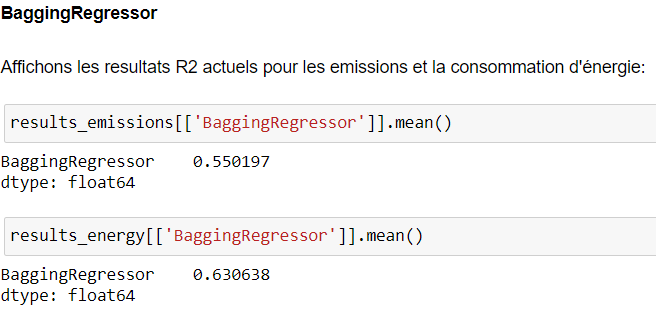 BaggingRegressor
Affichons les resultats R2 actuels pour les emissions et la consommation d'énergie:
results_emissions[['BaggingRegressor']].mean()
BaggingRegressor    0.550197
dtype: float64
results_energy[['BaggingRegressor']].mean()
BaggingRegressor    0.630638
dtype: float64